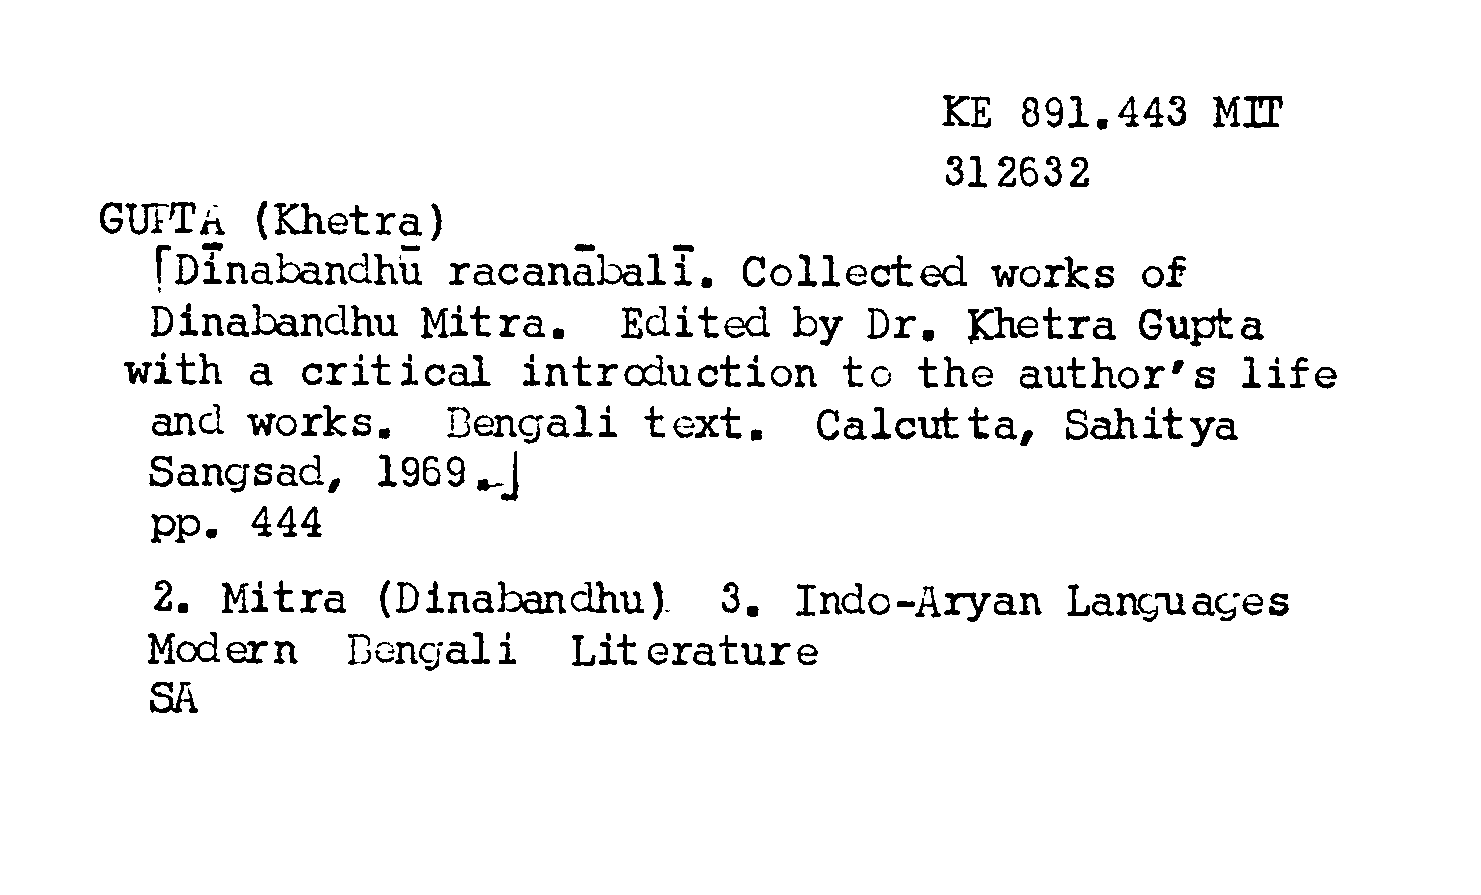 KE 891.443 MIT
312632
GUPTA (Khetra)
⌈Dīnabandhū racanābalī. Collected works of
Dinabandhu Mitra. Edited by Dr. Khetra Gupta
with a critical introduction to the author's life
and works. Bengali text. Calcutta, Sahitya
Sangsad, 1969.⌋
pp. 444
2. Mitra (Dinabandhu) 3. Indo-Aryan Languages
Modern Bengali Literature
SA